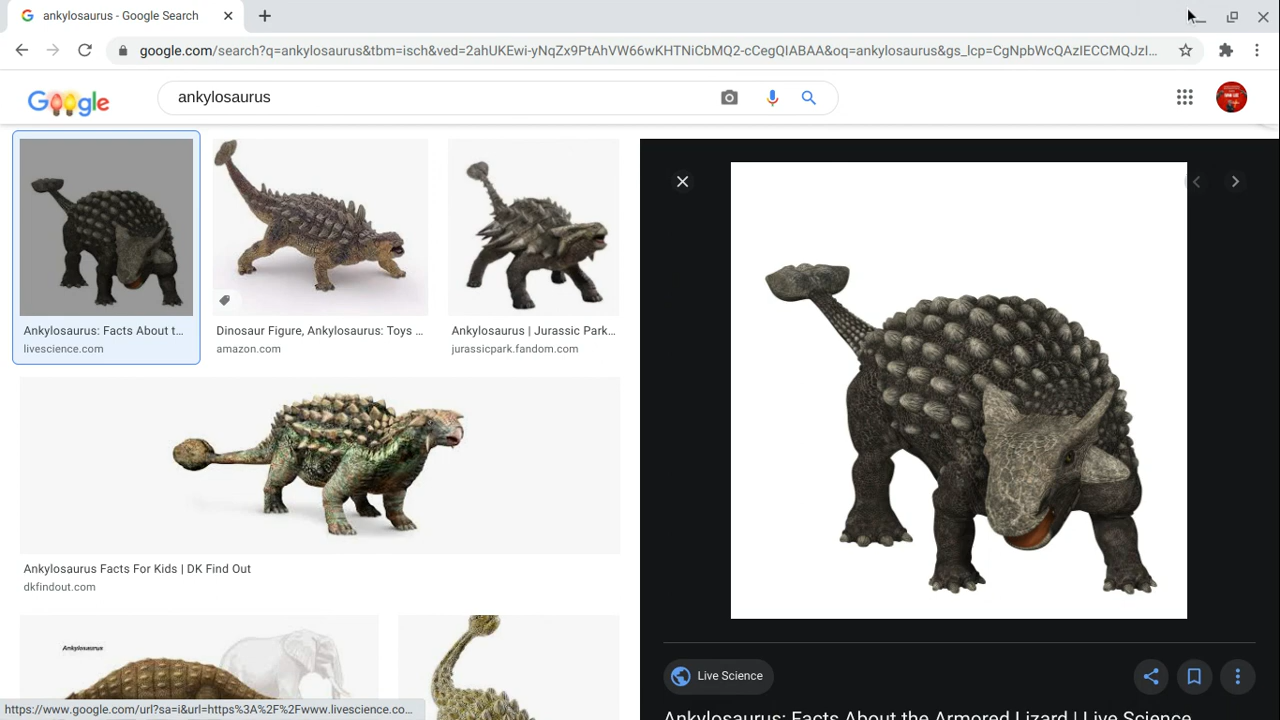 ankylosaurus - Google Search
google.com/search?q=ankylosaurus&tbm=isch&ved=2ahUKEwi-yNqZx9PtAhVW66wKHTNiCbMQ2-cCegQIABAA&oq=ankylosaurus&gs_lcp=CgNpbWcQAzIECCMQJzI...
Google
ankylosaurus
Ankylosaurus: Facts About t...
livescience.com
Dinosaur Figure, Ankylosaurus: Toys ...
amazon.com
Ankylosaurus | Jurassic Park...
jurassicpark.fandom.com
Ankylosaurus Facts For Kids | DK Find Out
dkfindout.com
Ankylosaurus
https://www.google.com/url?sa=i&url=https%3A%2F%2Fwww.livescience.co...
Live Science
Ankylosaurus: Facts About the Armored Lizard | Live Science